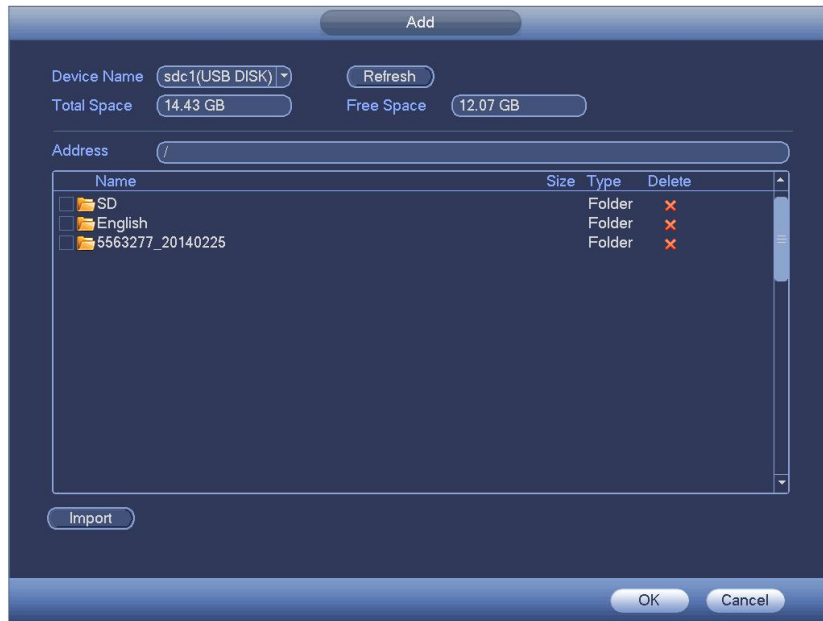 Add
Device Name sdc1(USB DISK) Refresh
Total Space 14.43 GB Free Space 12.07 GB
Address /
Name Size Type Delete
SD Folder
English Folder
5563277_20140225 Folder
Import
OK Cancel